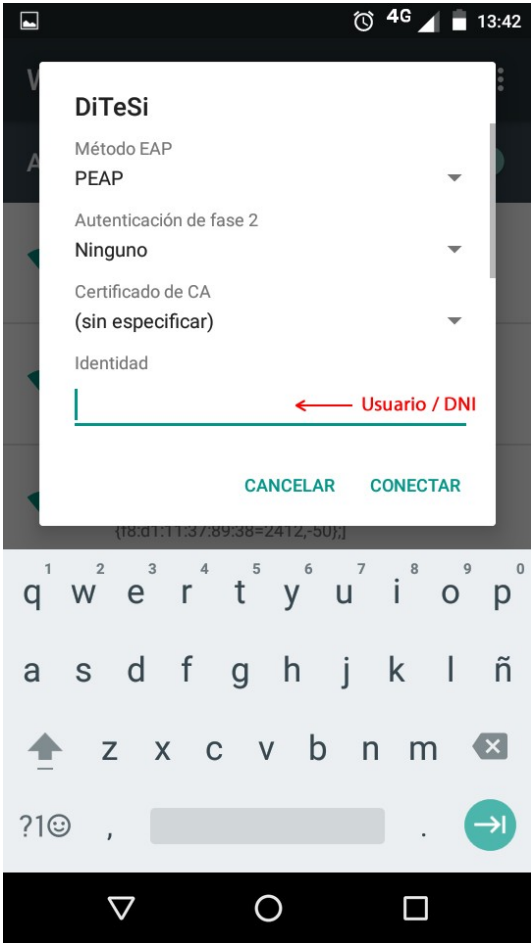 4G 13:42
W
DiTeSi
Método EAP
PEAP
Autenticación de fase 2
Ninguno
Certificado de CA
(sin especificar)
Identidad
Usuario / DNI
CANCELAR CONECTAR
{f8:d1:11:37:89:38=2412,-50};]
1 2 3 4 5 6 7 8 9 0
q w e r t y u i o p
a s d f g h j k l ñ
z x c v b n m
?1☺ , .